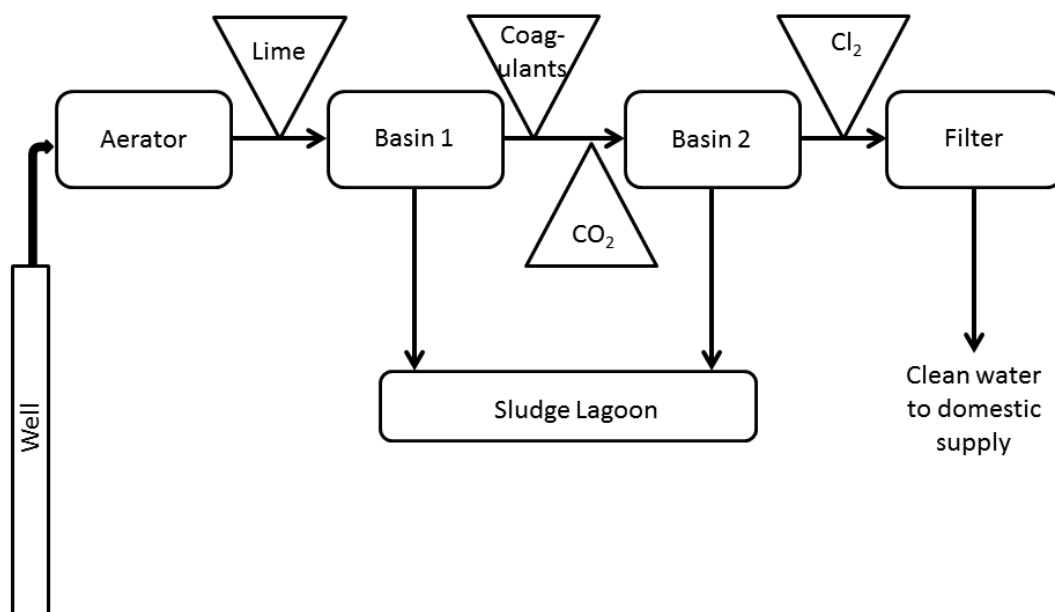 Lime
Coag-
ulants
Cl₂
Aerator
Basin 1
Basin 2
Filter
CO₂
Well
Sludge Lagoon
Clean water
to domestic
supply